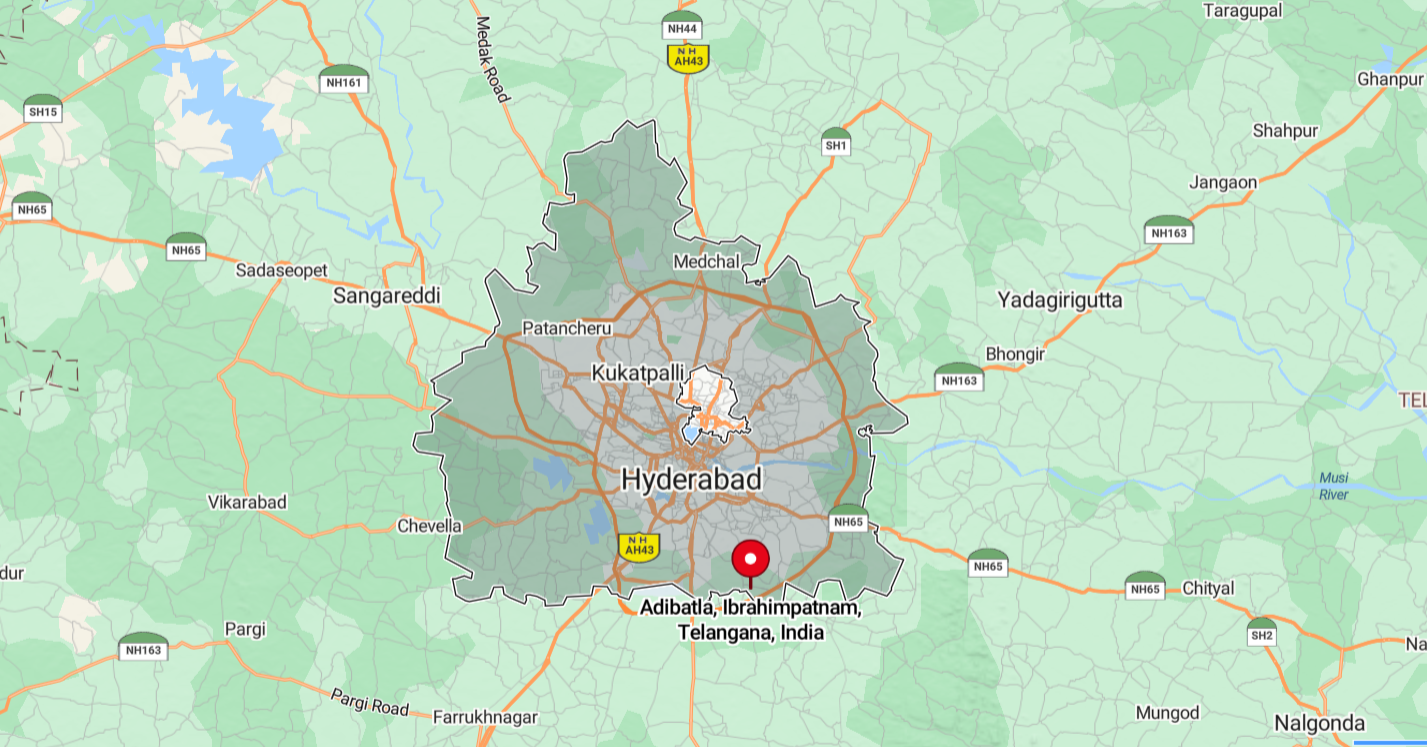 Taragupal
NH44
N H
AH43
Medak Road
NH161
Ghanpur
SH15
Shahpur
SH1
Jangaon
NH65
NH163
NH65
Medchal
Sadaseopet
Sangareddi
Yadagirigutta
Patancheru
Bhongir
Kukatpalli
NH163
TEL
Hyderabad
Musi
River
Vikarabad
Chevella
NH65
N H
AH43
NH65
dur
NH65
Chityal
Adibatla, Ibrahimpatnam,
Telangana, India
Pargi
SH2
NH163
Na
Pargi Road
Farrukhnagar
Mungod
Nalgonda